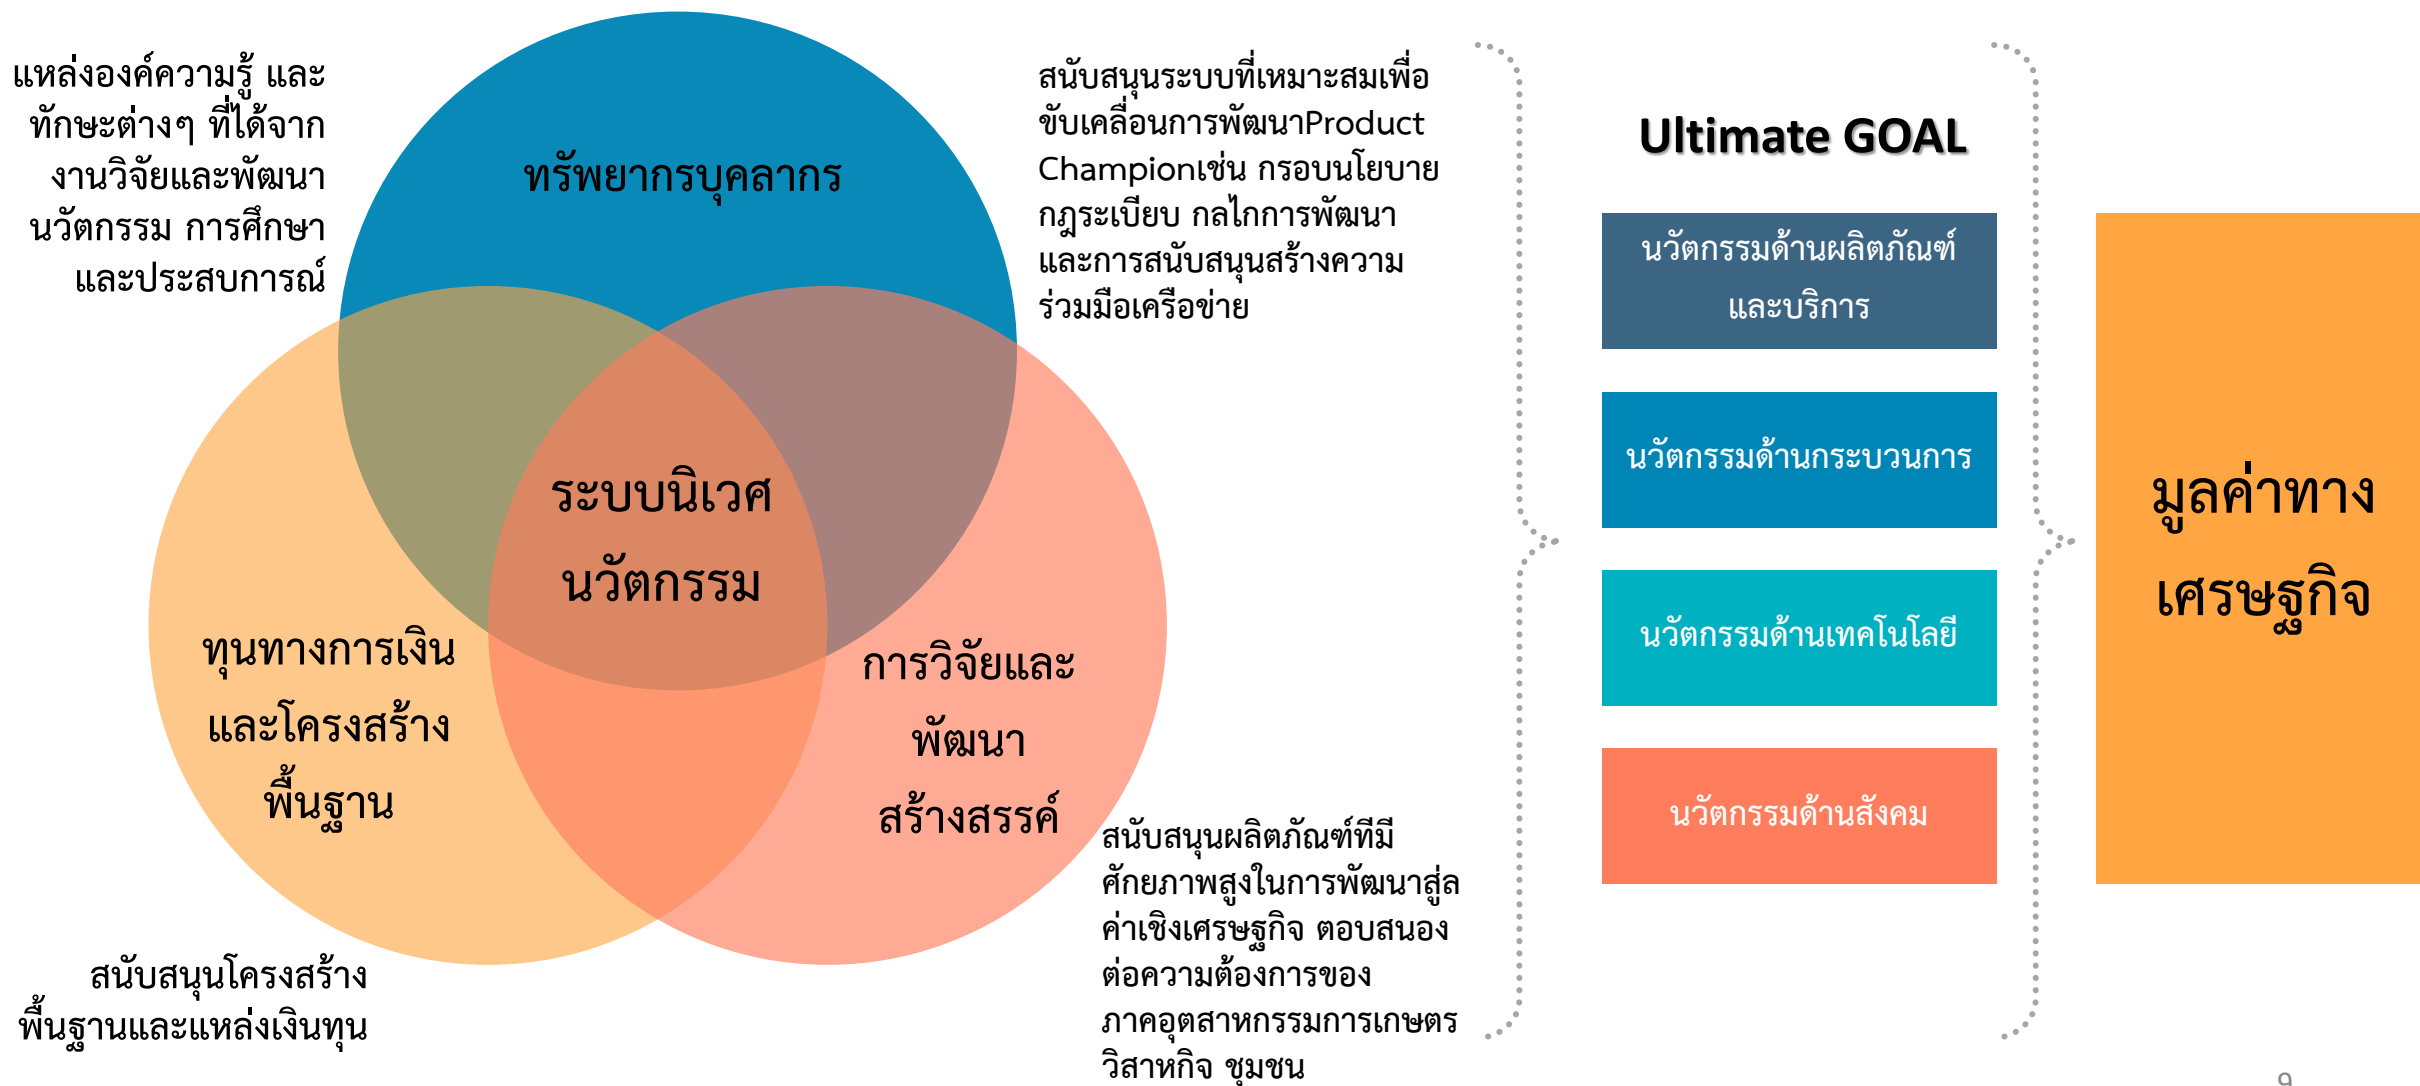 แหล่งองค์ความรู้ และ
ทักษะต่างๆ ที่ได้จาก
งานวิจัยและพัฒนา
นวัตกรรม การศึกษา
และประสบการณ์
ทรัพยากรบุคลากร
สนับสนุนระบบที่เหมาะสมเพื่อ
ขับเคลื่อนการพัฒนาProduct
Championเช่น กรอบนโยบาย
กฎระเบียบ กลไกการพัฒนา
และการสนับสนุนสร้างความ
ร่วมมือเครือข่าย
ระบบนิเวศ
นวัตกรรม
ทุนทางการเงิน
และโครงสร้าง
พื้นฐาน
การวิจัยและ
พัฒนา
สร้างสรรค์
สนับสนุนโครงสร้าง
พื้นฐานและแหล่งเงินทุน
สนับสนุนผลิตภัณฑ์ทีมี
ศักยภาพสูงในการพัฒนาสู่ล
ค่าเชิงเศรษฐกิจ ตอบสนอง
ต่อความต้องการของ
ภาคอุตสาหกรรมการเกษตร
วิสาหกิจ ชุมชน
Ultimate GOAL
นวัตกรรมด้านผลิตภัณฑ์
และบริการ
นวัตกรรมด้านกระบวนการ
นวัตกรรมด้านเทคโนโลยี
นวัตกรรมด้านสังคม
มูลค่าทาง
เศรษฐกิจ
9